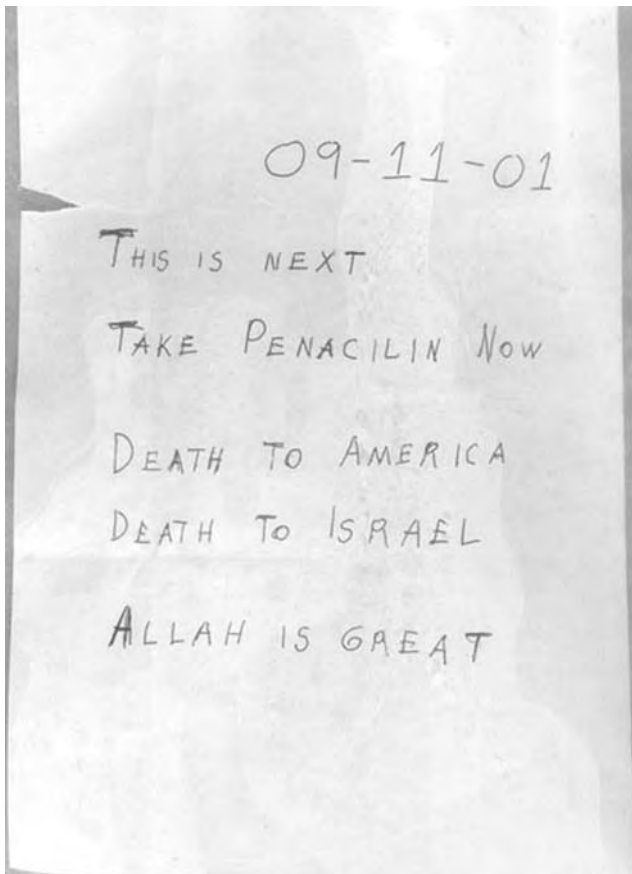 09-11-01
THIS IS NEXT
TAKE PENACILIN NOW
DEATH TO AMERICA
DEATH TO ISRAEL
ALLAH IS GREAT